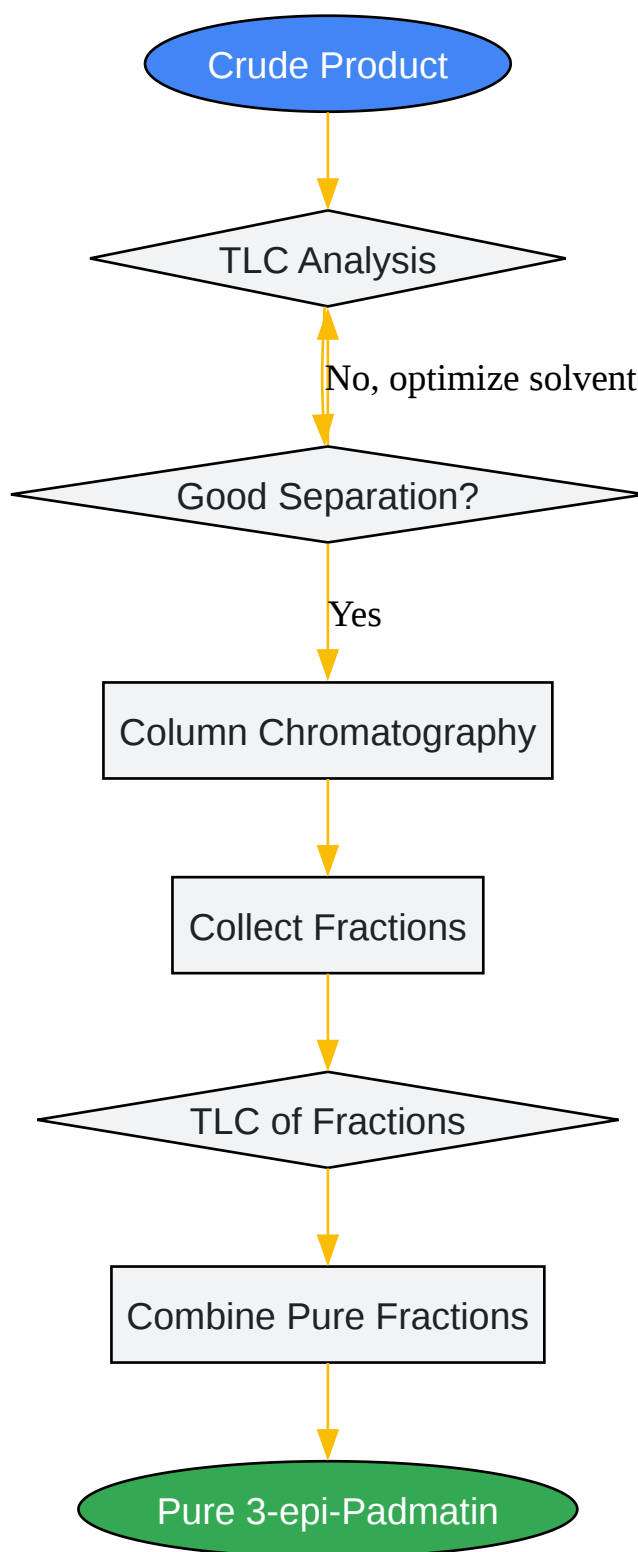 Crude Product
TLC Analysis
No, optimize solvent
Good Separation?
Yes
Column Chromatography
Collect Fractions
TLC of Fractions
Combine Pure Fractions
Pure 3-epi-Padmatin